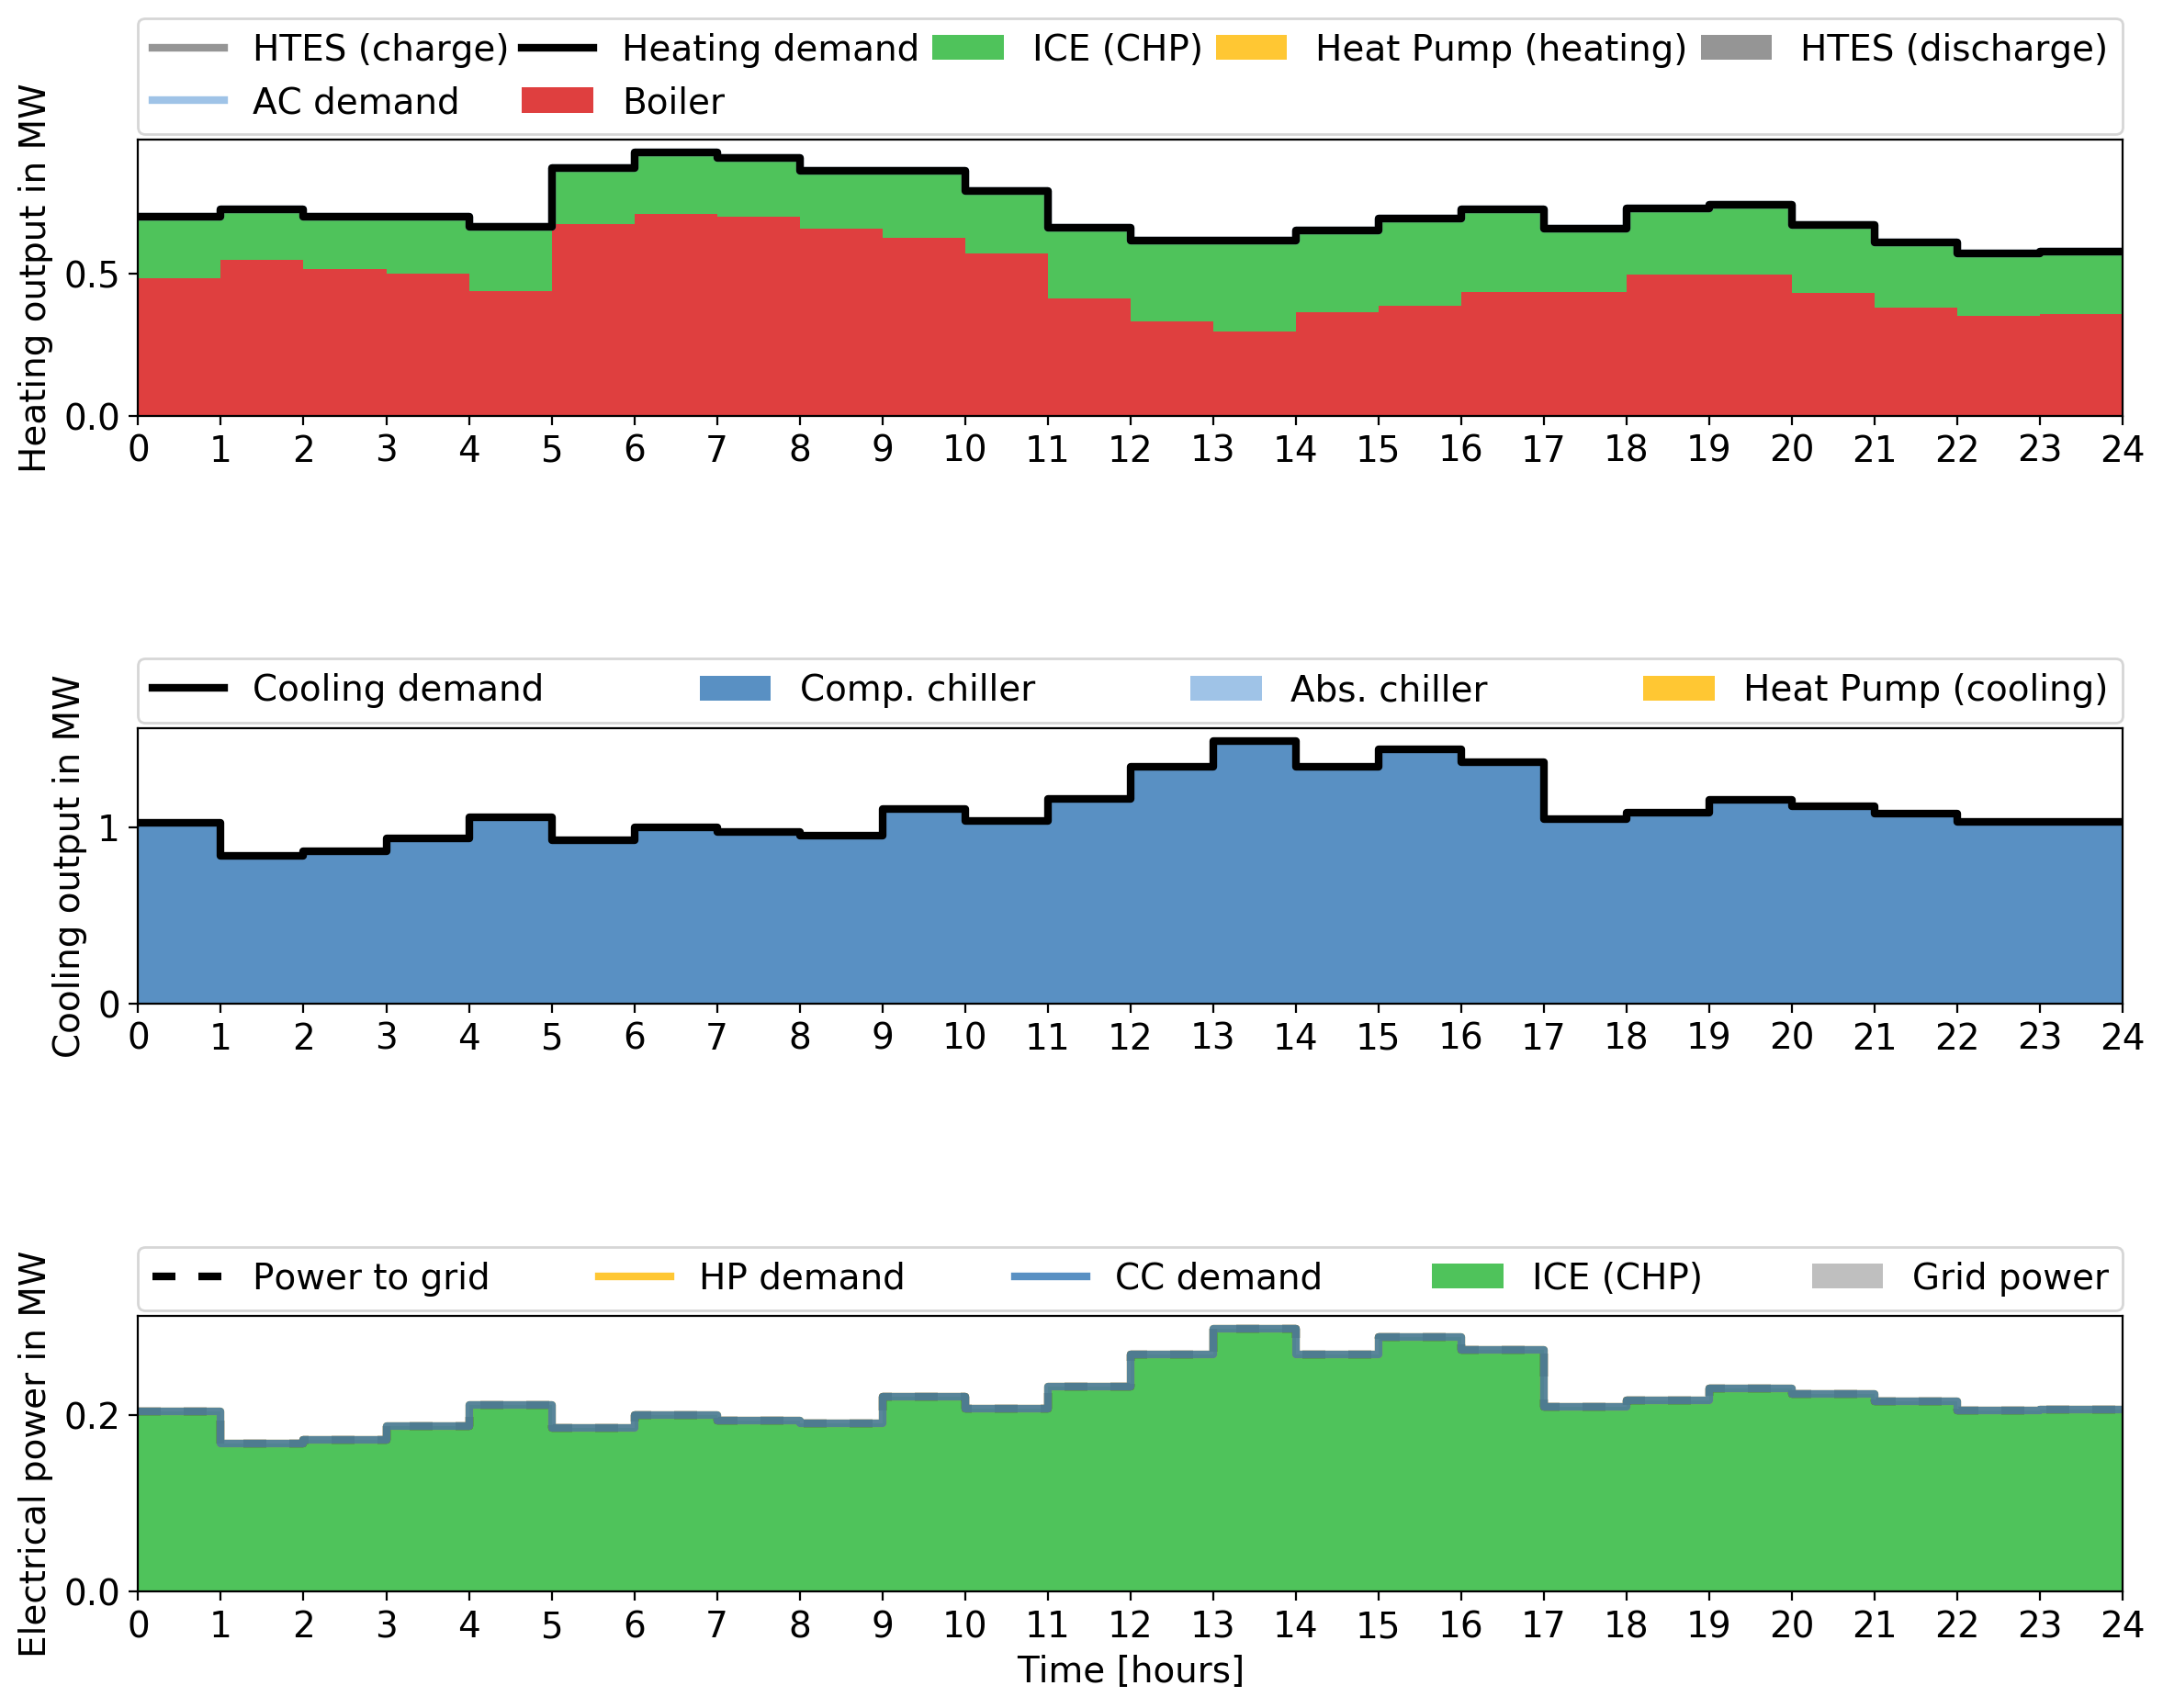 HTES (charge) Heating demand ICE (CHP) Heat Pump (heating) HTES (discharge)
AC demand Boiler
Heating output in MW
0.5
0.0
0 1 2 3 4 5 6 7 8 9 10 11 12 13 14 15 16 17 18 19 20 21 22 23 24
Cooling demand Comp. chiller Abs. chiller Heat Pump (cooling)
Cooling output in MW
1
0
0 1 2 3 4 5 6 7 8 9 10 11 12 13 14 15 16 17 18 19 20 21 22 23 24
Power to grid HP demand CC demand ICE (CHP) Grid power
Electrical power in MW
0.2
0.0
0 1 2 3 4 5 6 7 8 9 10 11 12 13 14 15 16 17 18 19 20 21 22 23 24
Time [hours]